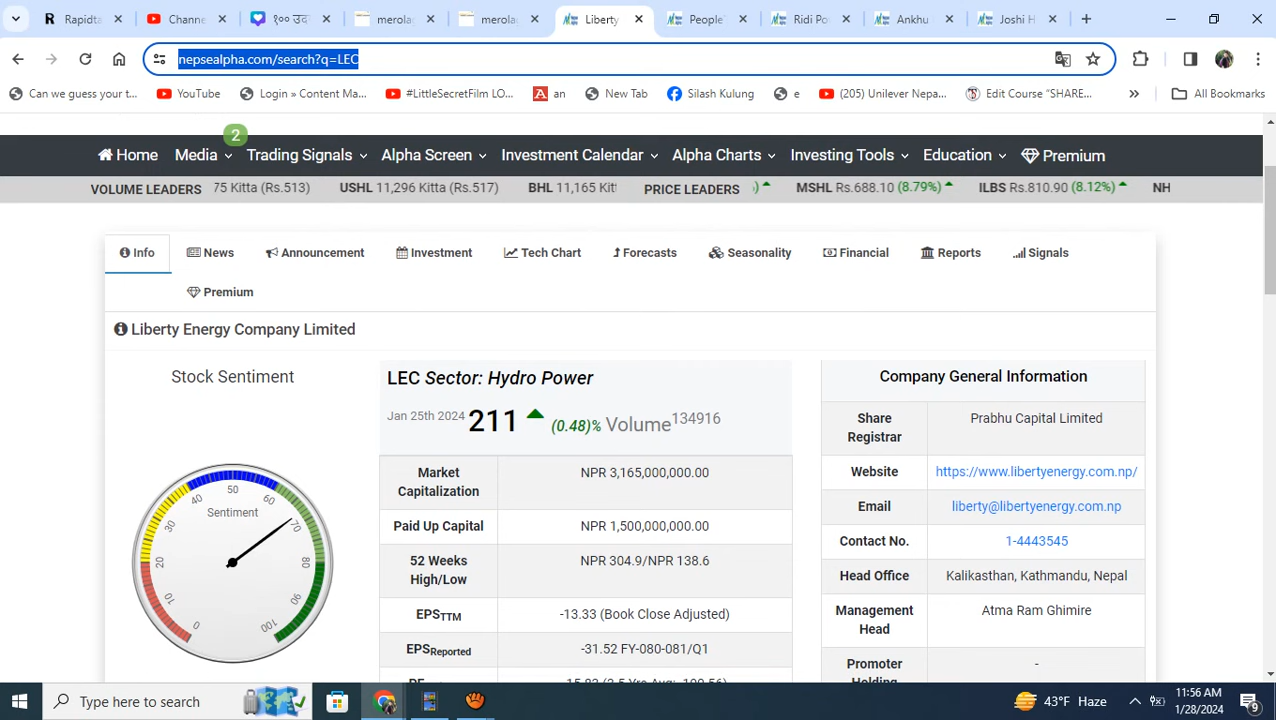 Rapidta
Channe
१०० उद
merola
merola
Liberty
People
Ridi Po
Ankhu
Joshi H
nepsealpha.com/search?q=LEC
Can we guess your t...
YouTube
Login » Content Ma...
#LittleSecretFilm LO...
an
New Tab
Silash Kulung
e
(205) Unilever Nepa...
Edit Course “SHARE...
All Bookmarks
2
Home
Media
Trading Signals
Alpha Screen
Investment Calendar
Alpha Charts
Investing Tools
Education
Premium
VOLUME LEADERS
75 Kitta (Rs.513)
USHL 11,296 Kitta (Rs.517)
BHL 11,165 Kitt
PRICE LEADERS
MSHL Rs.688.10 (8.79%)
ILBS Rs.810.90 (8.12%)
NH
Info
News
Announcement
Investment
Tech Chart
Forecasts
Seasonality
Financial
Reports
Signals
Premium
Liberty Energy Company Limited
Stock Sentiment
Sentiment
0
10
20
30
40
50
60
70
80
90
100
LEC Sector: Hydro Power
Jan 25th 2024 211 (0.48)% Volume 134916
Market Capitalization
NPR 3,165,000,000.00
Paid Up Capital
NPR 1,500,000,000.00
52 Weeks High/Low
NPR 304.9/NPR 138.6
EPSTTM
-13.33 (Book Close Adjusted)
EPSReported
-31.52 FY-080-081/Q1
Company General Information
Share Registrar
Prabhu Capital Limited
Website
https://www.libertyenergy.com.np/
Email
liberty@libertyenergy.com.np
Contact No.
1-4443545
Head Office
Kalikasthan, Kathmandu, Nepal
Management Head
Atma Ram Ghimire
Promoter
-
Type here to search
43°F Haze
11:56 AM
1/28/2024
9